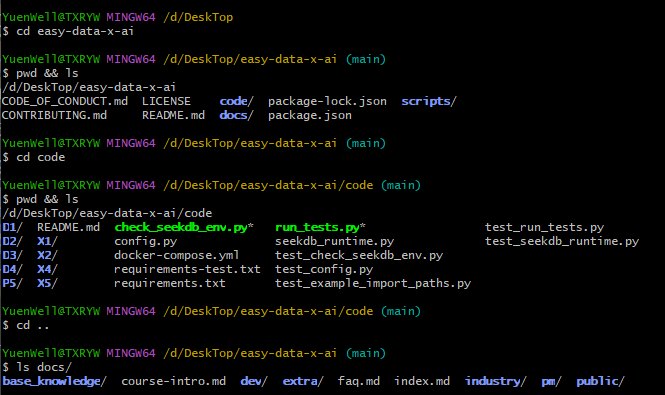 YuenWell@TXRYW MINGW64 /d/DeskTop
$ cd easy-data-x-ai
YuenWell@TXRYW MINGW64 /d/DeskTop/easy-data-x-ai (main)
$ pwd && ls
/d/DeskTop/easy-data-x-ai
CODE_OF_CONDUCT.md  LICENSE    code/  package-lock.json  scripts/
CONTRIBUTING.md     README.md  docs/  package.json
YuenWell@TXRYW MINGW64 /d/DeskTop/easy-data-x-ai (main)
$ cd code
YuenWell@TXRYW MINGW64 /d/DeskTop/easy-data-x-ai/code (main)
$ pwd && ls
/d/DeskTop/easy-data-x-ai/code
D1/  README.md  check_seekdb_env.py*   run_tests.py*                 test_run_tests.py
D2/  X1/        config.py              seekdb_runtime.py             test_seekdb_runtime.py
D3/  X2/        docker-compose.yml     test_check_seekdb_env.py
D4/  X4/        requirements-test.txt  test_config.py
P5/  X5/        requirements.txt       test_example_import_paths.py
YuenWell@TXRYW MINGW64 /d/DeskTop/easy-data-x-ai/code (main)
$ cd ..
YuenWell@TXRYW MINGW64 /d/DeskTop/easy-data-x-ai (main)
$ ls docs/
base_knowledge/  course-intro.md  dev/  extra/  faq.md  index.md  industry/  pm/  public/